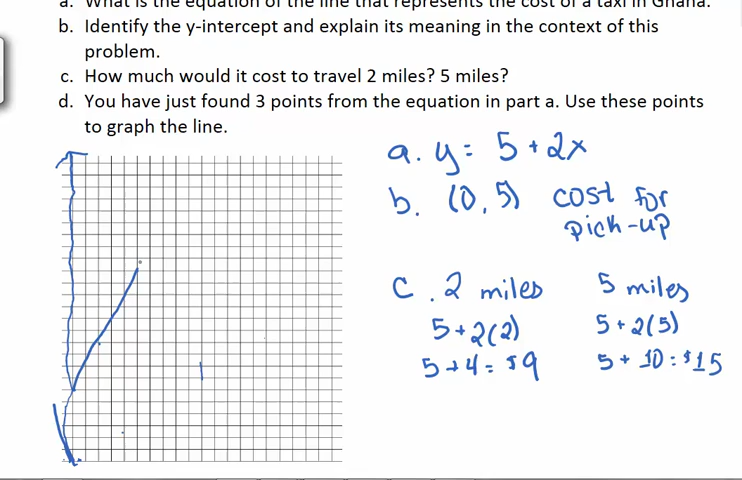 a. What is the equation of the line that represents the cost of a taxi in Ghana.
b. Identify the y-intercept and explain its meaning in the context of this
problem.
c. How much would it cost to travel 2 miles? 5 miles?
d. You have just found 3 points from the equation in part a. Use these points
to graph the line.
a. y = 5 + 2x
b. (0, 5) cost for
pick-up
c. 2 miles
5 + 2(2)
5 + 4 = $9
5 miles
5 + 2(5)
5 + 10 = $15